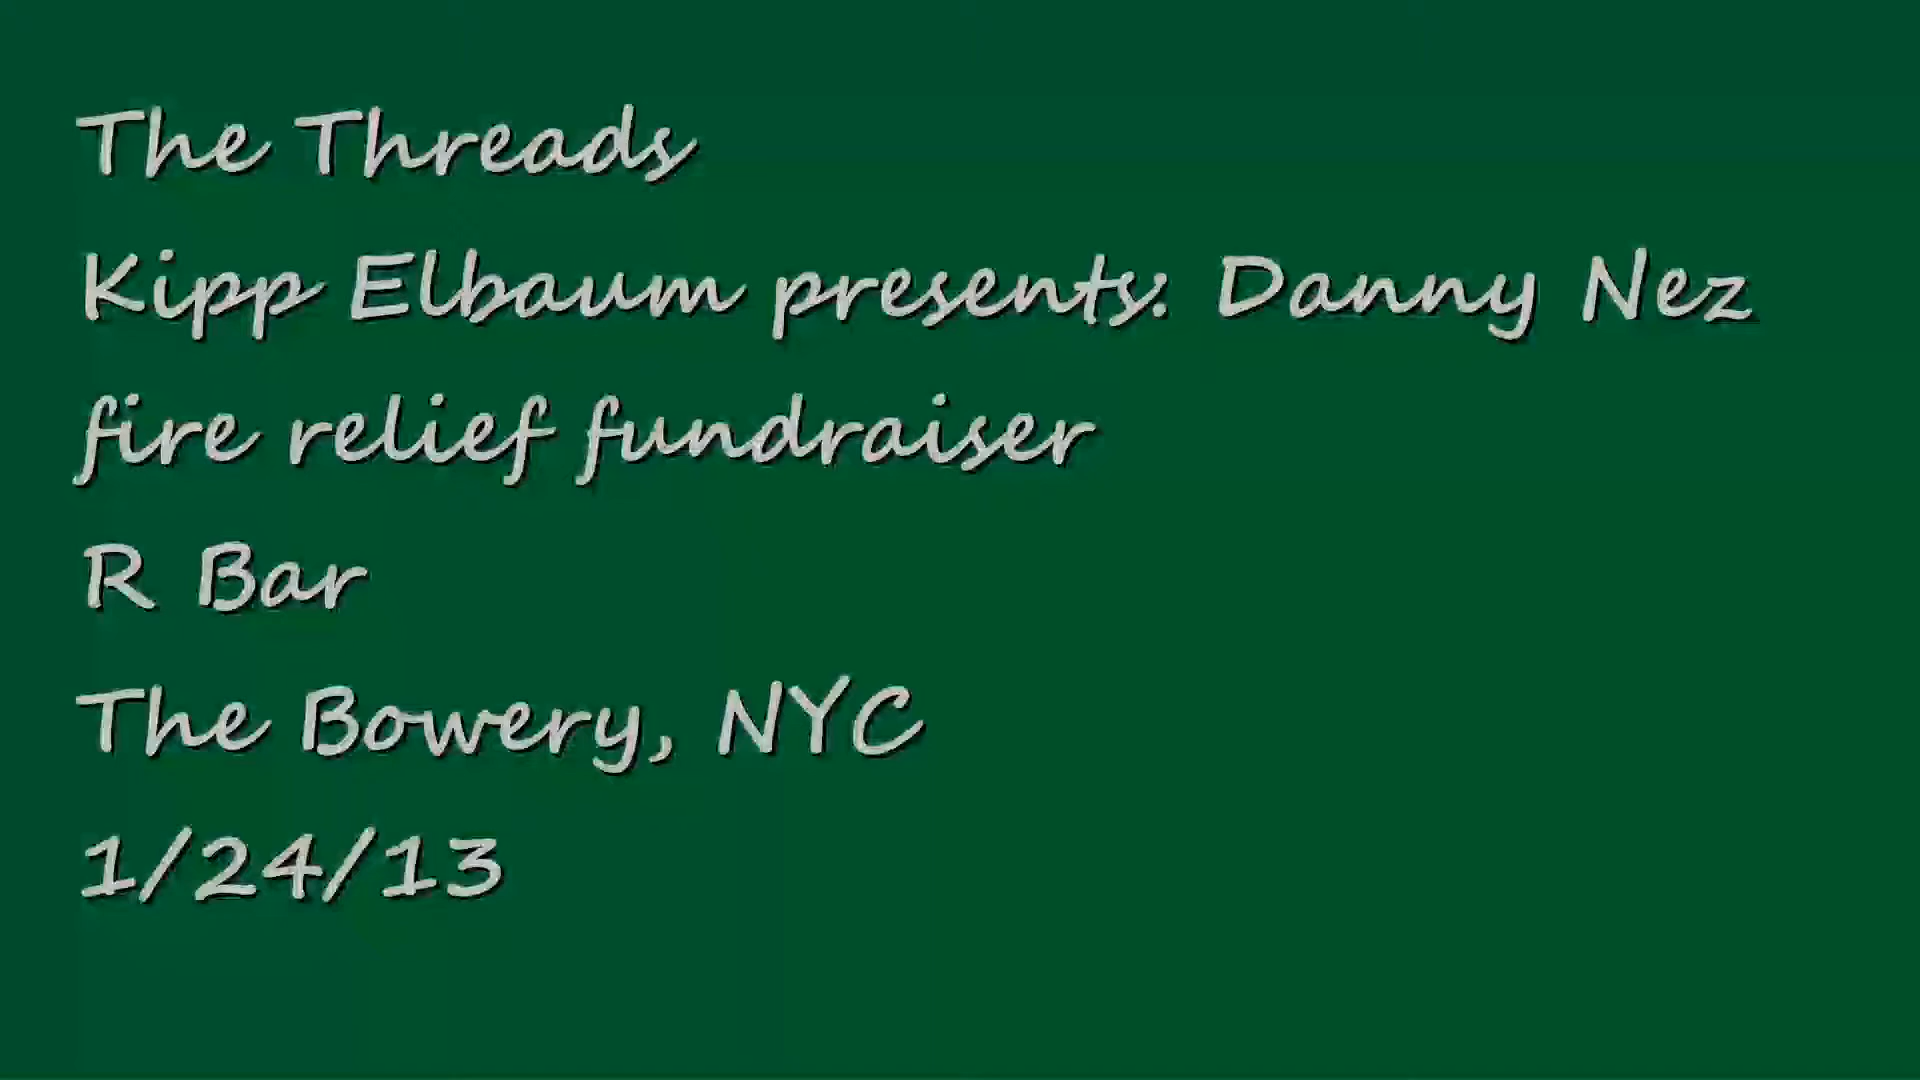 The Threads
Kipp Elbaum presents: Danny Nez
fire relief fundraiser
R Bar
The Bowery, NYC
1/24/13